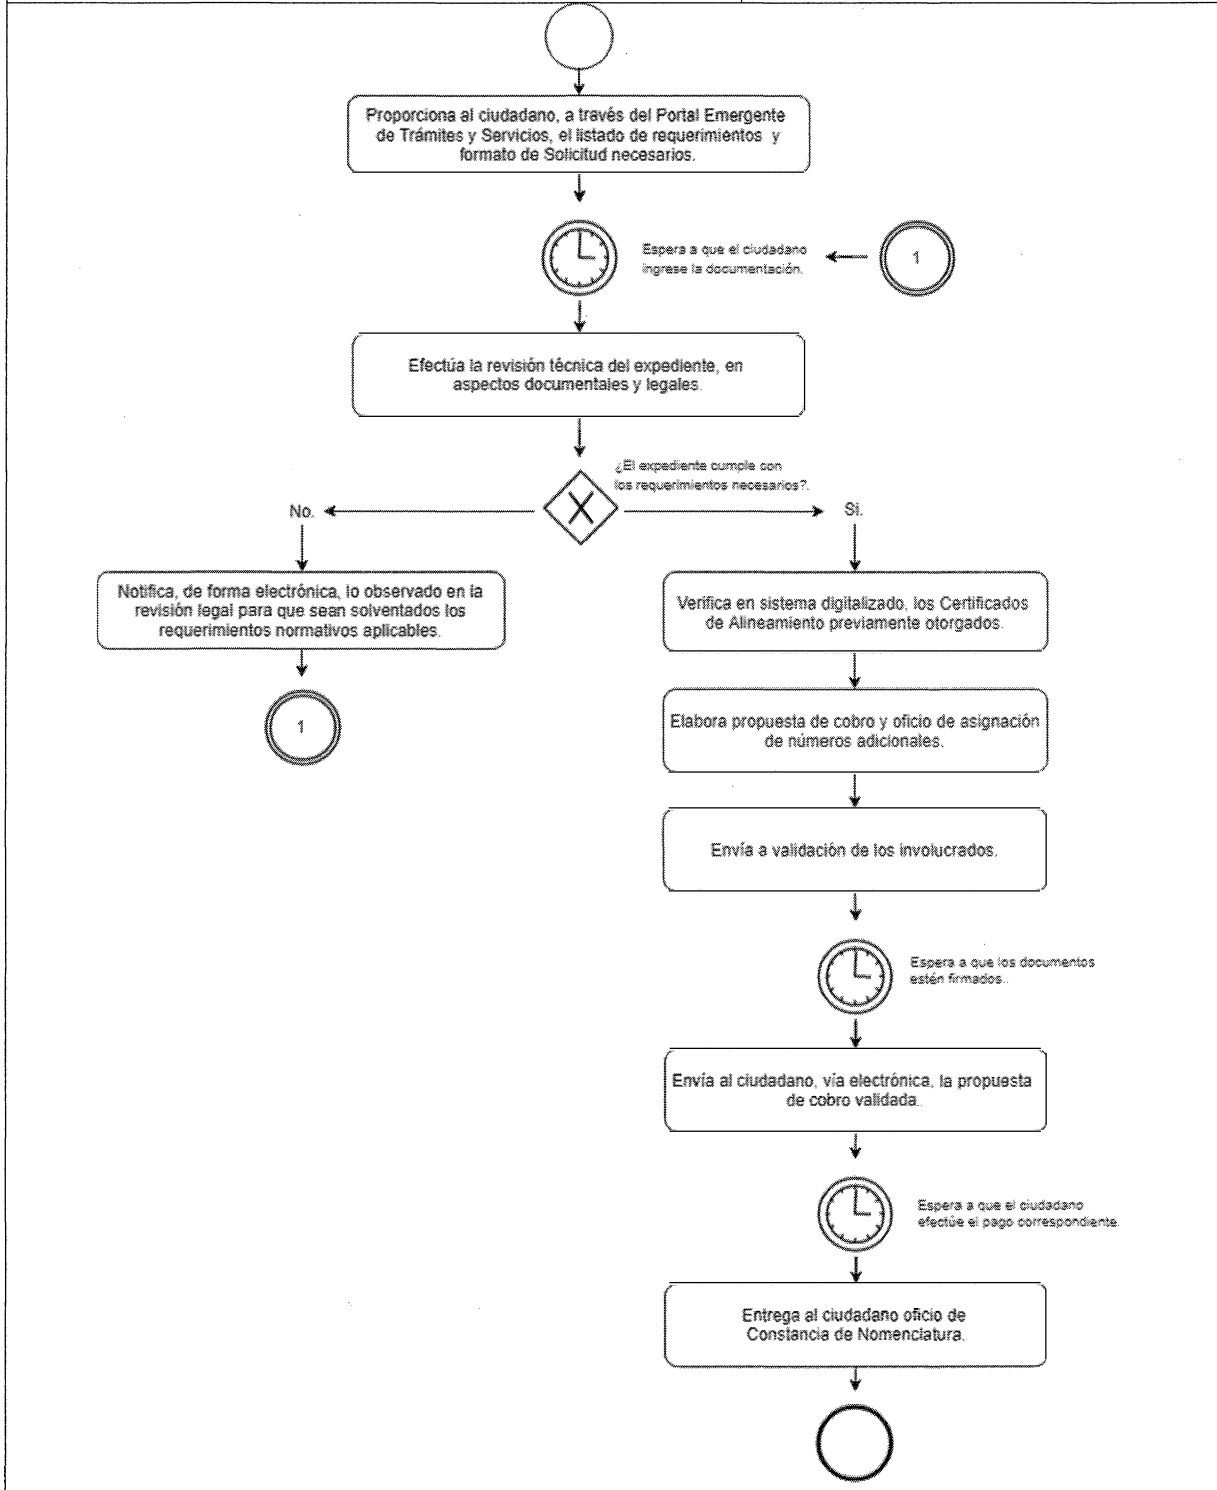 Proporciona al ciudadano, a través del Portal Emergente
de Trámites y Servicios, el listado de requerimientos y
formato de Solicitud necesarios.
Espera a que el ciudadano
ingrese la documentación.
1
Efectúa la revisión técnica del expediente, en
aspectos documentales y legales.
¿El expediente cumple con
los requerimientos necesarios?.
No.
Si.
Notifica, de forma electrónica, lo observado en la
revisión legal para que sean solventados los
requerimientos normativos aplicables.
1
Verifica en sistema digitalizado, los Certificados
de Alineamiento previamente otorgados.
Elabora propuesta de cobro y oficio de asignación
de números adicionales.
Envía a validación de los involucrados.
Espera a que los documentos
estén firmados..
Envía al ciudadano, vía electrónica, la propuesta
de cobro validada..
Espera a que el ciudadano
efectúe el pago correspondiente.
Entrega al ciudadano oficio de
Constancia de Nomenclatura.